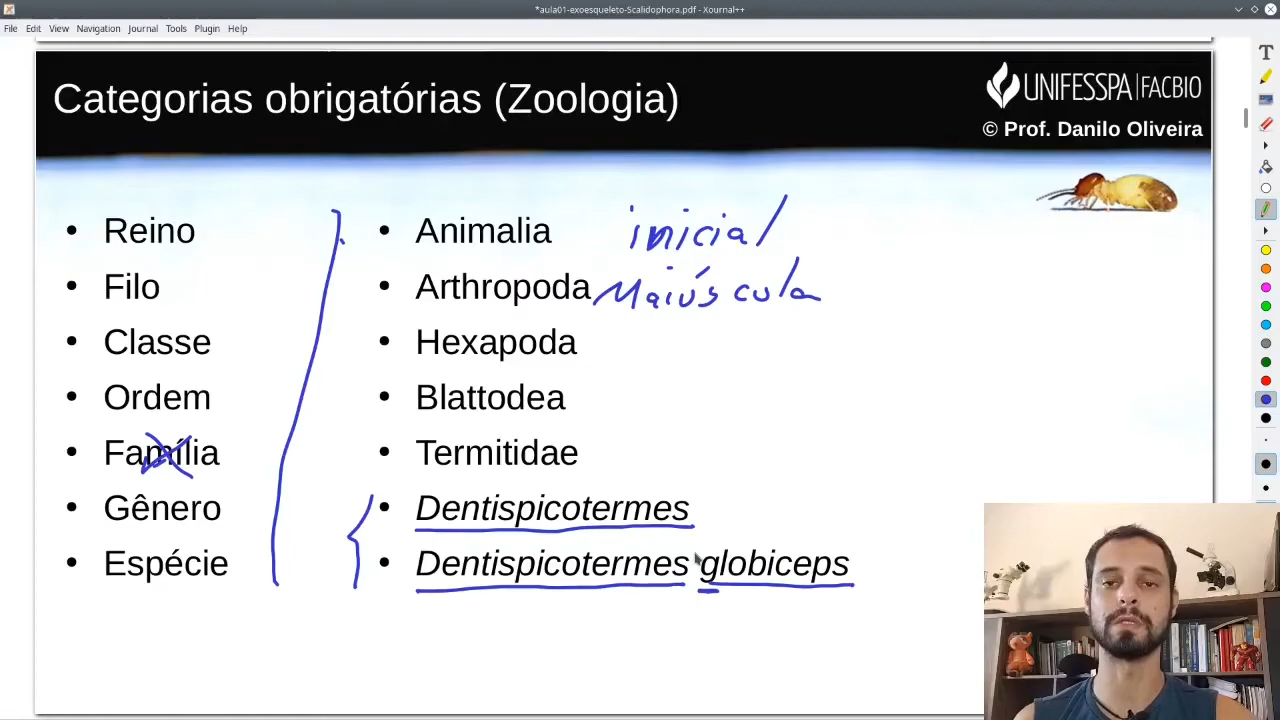 *aula01-exoesqueleto-Scalidophora.pdf - Xournal++
File Edit View Navigation Journal Tools Plugin Help
Categorias obrigatórias (Zoologia)
UNIFESSPA | FACBIO
© Prof. Danilo Oliveira
• Reino
• Filo
• Classe
• Ordem
• Família
• Gênero
• Espécie
• Animalia inicial
• Arthropoda Maiúscula
• Hexapoda
• Blattodea
• Termitidae
• Dentispicotermes
• Dentispicotermes globiceps
T